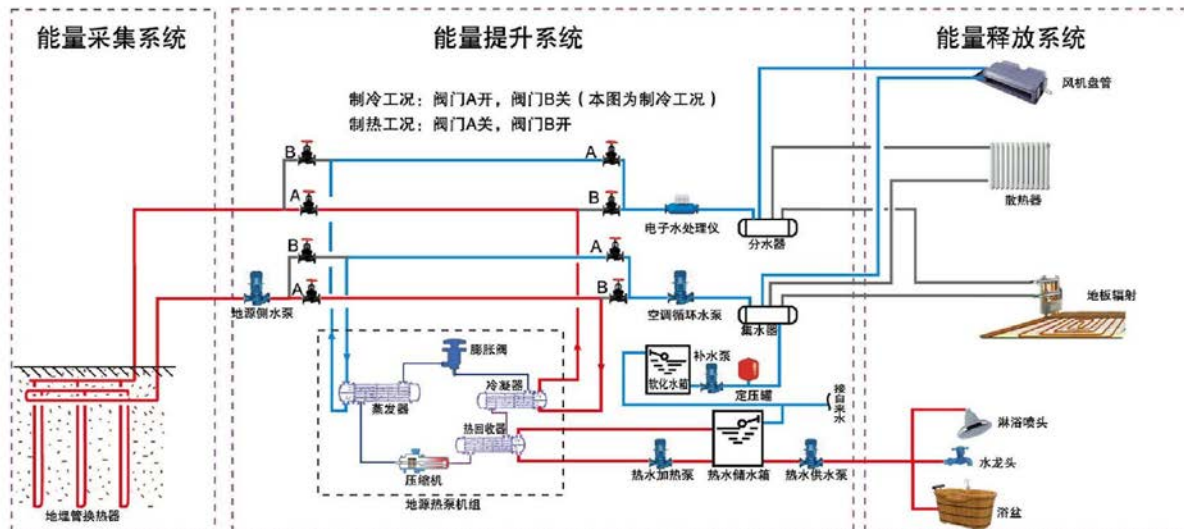 能量采集系统
能量提升系统
能量释放系统
制冷工况：阀门A开，阀门B关（本图为制冷工况）
制热工况：阀门A关，阀门B开
风机盘管
B
A
A
B
电子水处理仪
分水器
散热器
B
A
A
B
地源侧水泵
空调循环水泵
集水器
地板辐射
膨胀阀
冷凝器
蒸发器
热回收器
压缩机
地源热泵机组
补水泵
软化水箱
定压罐
接自来水
热水加热泵
热水储水箱
热水供水泵
淋浴喷头
水龙头
浴盆
地埋管换热器